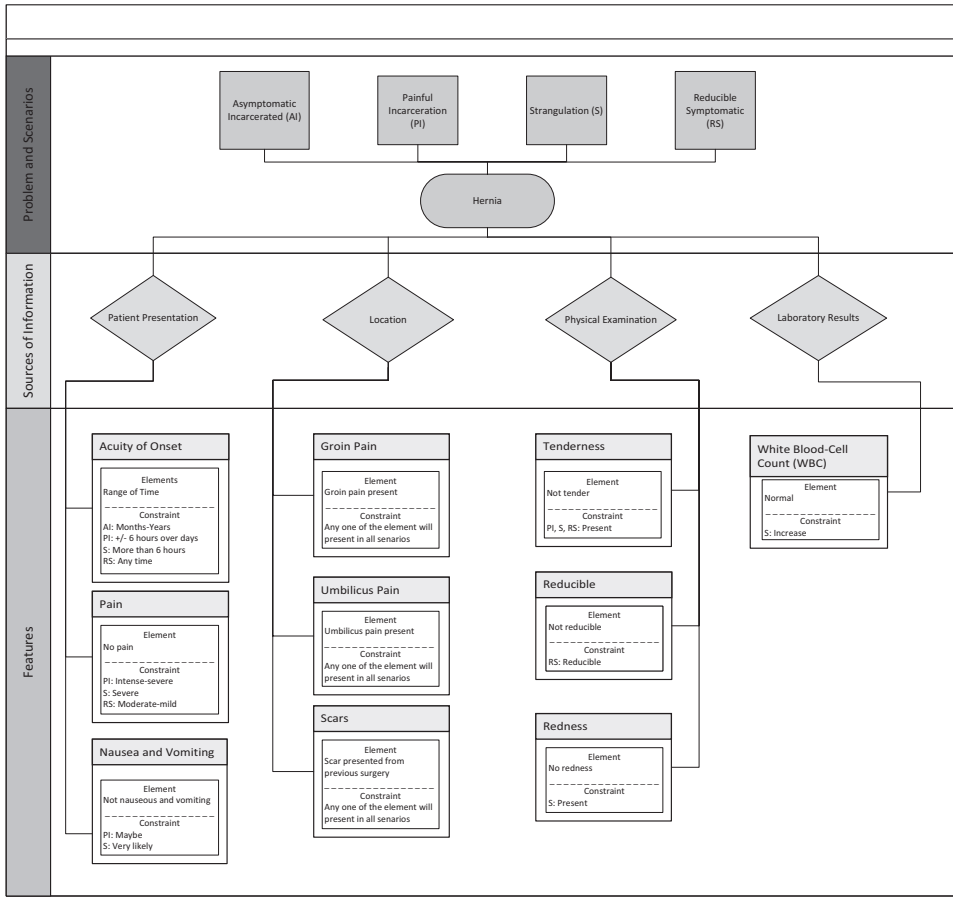 Problem and Scenarios
Asymptomatic
Incarcerated (AI)
Painful
Incarceration
(PI)
Strangulation (S)
Reducible
Symptomatic
(RS)
Hernia
Sources of Information
Patient Presentation
Location
Physical Examination
Laboratory Results
Features
Acuity of Onset
Elements
Range of Time
Constraint
AI: Months-Years
PI: +/- 6 hours over days
S: More than 6 hours
RS: Any time
Pain
Element
No pain
Constraint
PI: Intense-severe
S: Severe
RS: Moderate-mild
Nausea and Vomiting
Element
Not nauseous and vomiting
Constraint
PI: Maybe
S: Very likely
Groin Pain
Element
Groin pain present
Constraint
Any one of the element will
present in all senarios
Umbilicus Pain
Element
Umbilicus pain present
Constraint
Any one of the element will
present in all senarios
Scars
Element
Scar presented from
previous surgery
Constraint
Any one of the element will
present in all senarios
Tenderness
Element
Not tender
Constraint
PI, S, RS: Present
Reducible
Element
Not reducible
Constraint
RS: Reducible
Redness
Element
No redness
Constraint
S: Present
White Blood-Cell
Count (WBC)
Element
Normal
Constraint
S: Increase